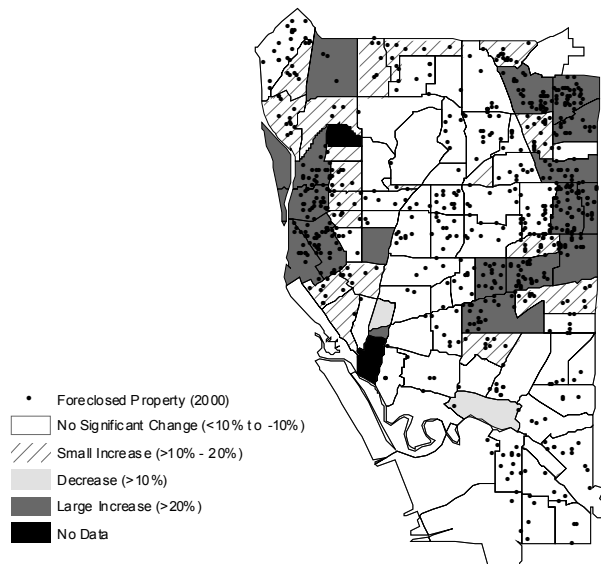 Foreclosed Property (2000)
No Significant Change (<10% to -10%)
Small Increase (>10% - 20%)
Decrease (>10%)
Large Increase (>20%)
No Data